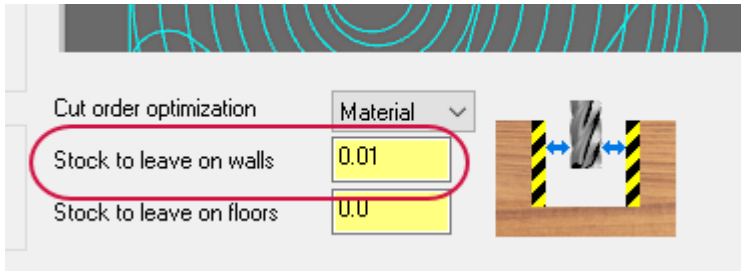 Cut order optimization Material
Stock to leave on walls 0.01
Stock to leave on floors 0.0